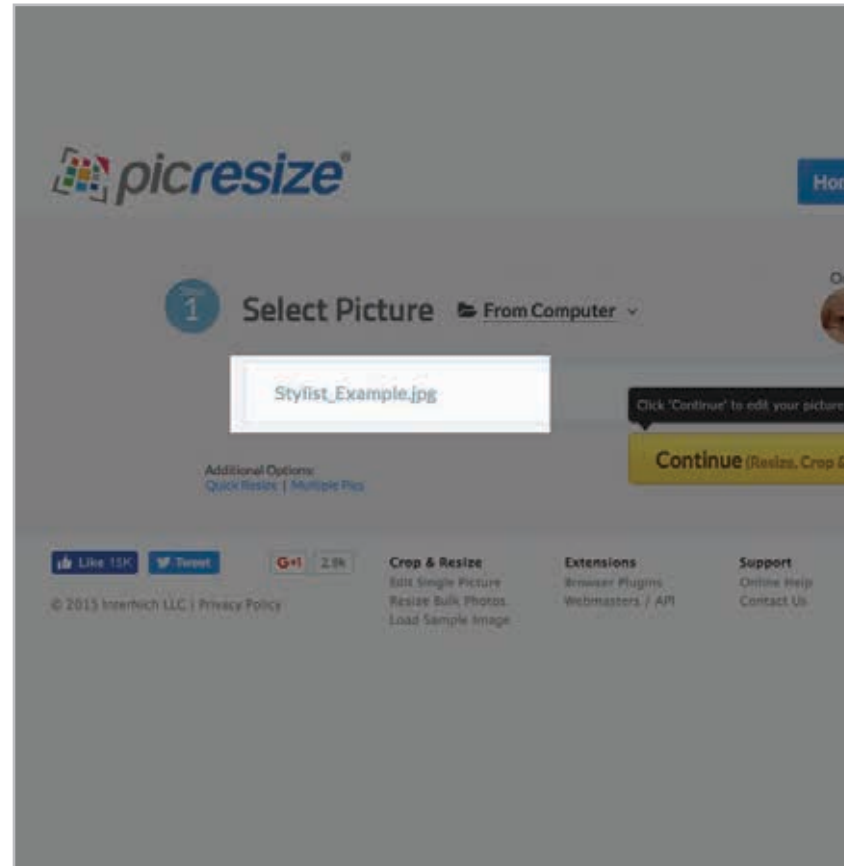 picresize®
Hor
1
Select Picture From Computer
Stylist_Example.jpg
Click 'Continue' to edit your picture
Continue (Resize, Crop &
Additional Options:
Quick Resize | Multiple Pics
Like 15K Tweet G+1 2.8k
© 2015 Internich LLC | Privacy Policy
Crop & Resize
Edit Single Picture
Resize Bulk Photos
Load Sample Image
Extensions
Browser Plugins
Webmasters / API
Support
Online Help
Contact Us